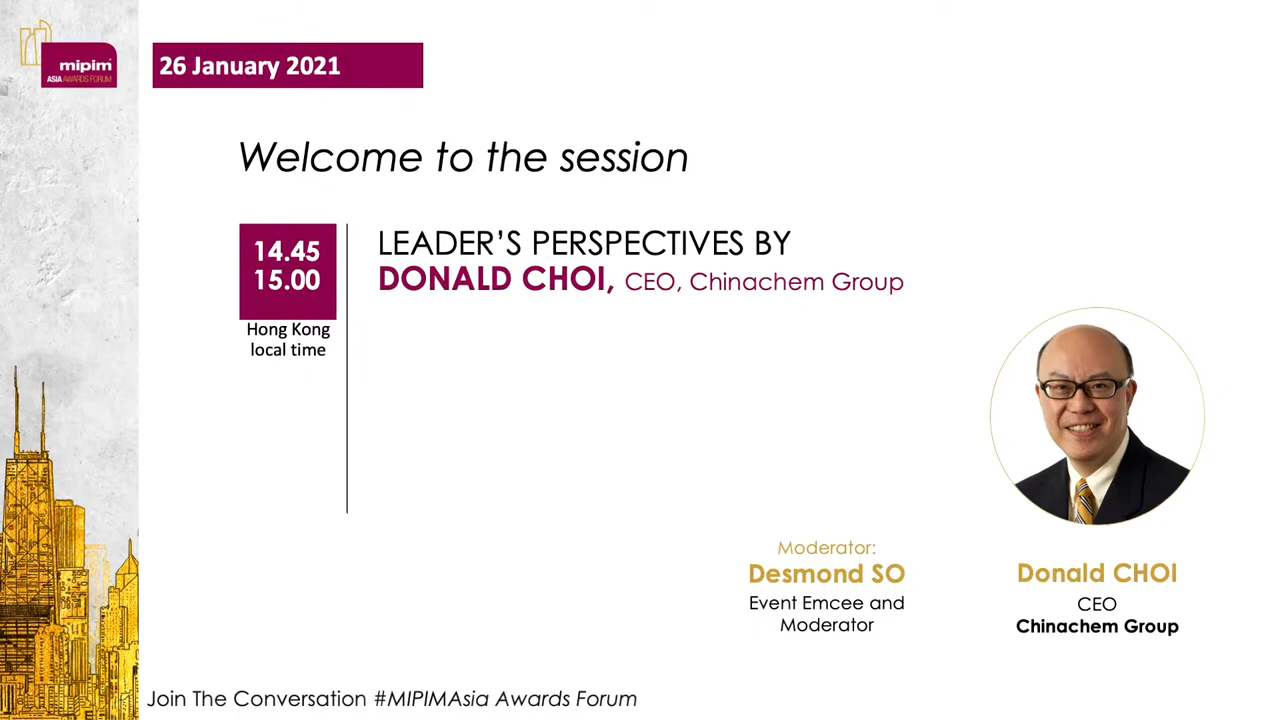 mipim
ASIA AWARDS FORUM
26 January 2021
Welcome to the session
14.45
15.00
Hong Kong
local time
LEADER’S PERSPECTIVES BY
DONALD CHOI, CEO, Chinachem Group
Moderator:
Desmond SO
Event Emcee and
Moderator
Donald CHOI
CEO
Chinachem Group
Join The Conversation #MIPIMAsia Awards Forum